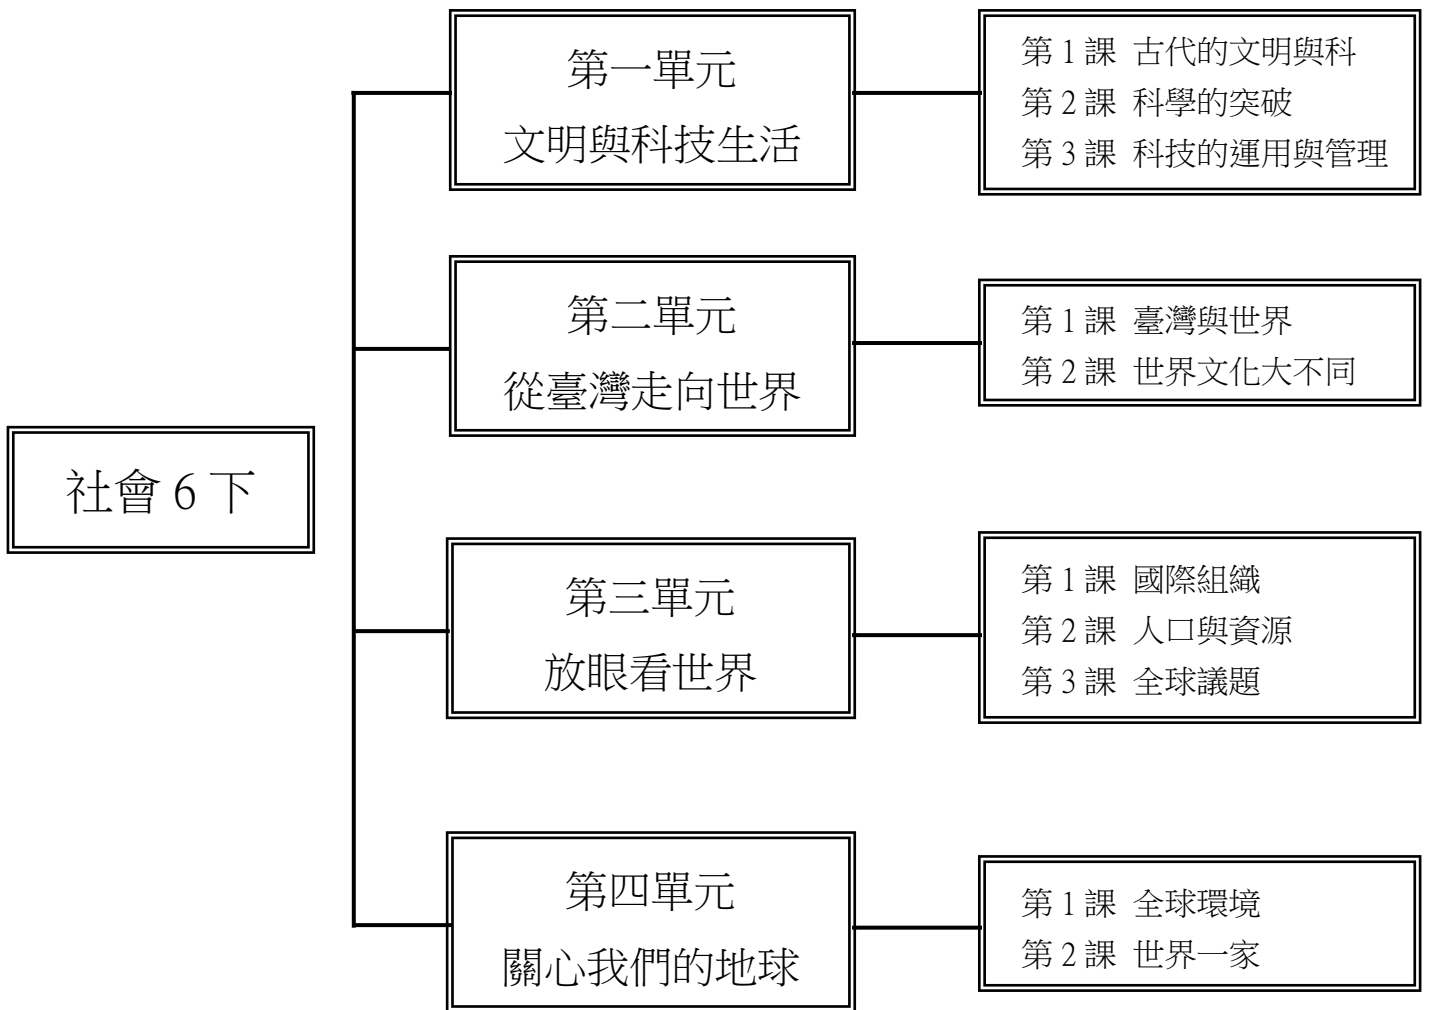 社會 6 下
第一單元
文明與科技生活
第 1 課 古代的文明與科
第 2 課 科學的突破
第 3 課 科技的運用與管理
第二單元
從臺灣走向世界
第 1 課 臺灣與世界
第 2 課 世界文化大不同
第三單元
放眼看世界
第 1 課 國際組織
第 2 課 人口與資源
第 3 課 全球議題
第四單元
關心我們的地球
第 1 課 全球環境
第 2 課 世界一家